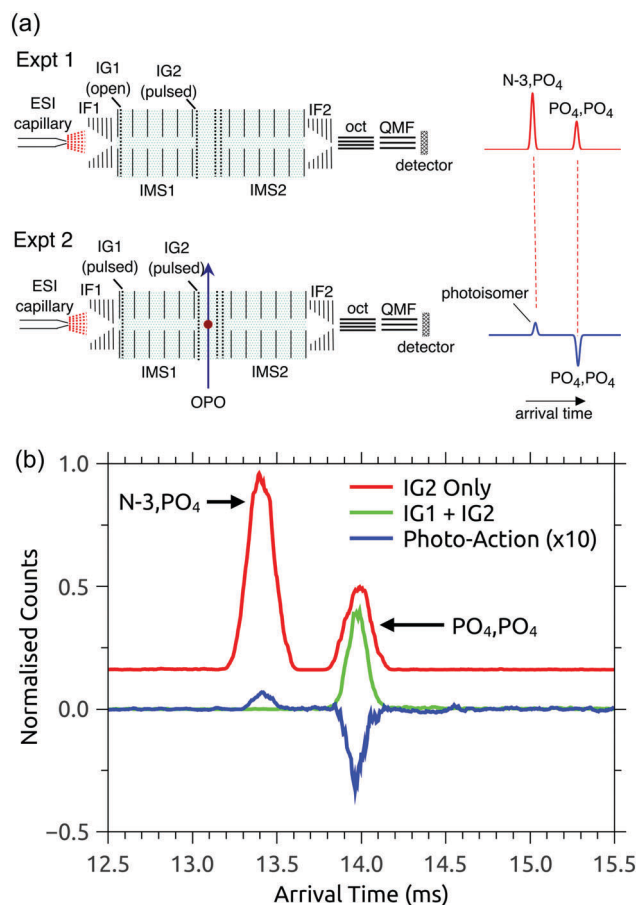 (a)
Expt 1
IG1
(open)
IG2
(pulsed)
ESI
capillary
IF1
IF2
oct
QMF
detector
IMS1
IMS2
N-3,PO₄
PO₄,PO₄
Expt 2
IG1
(pulsed)
IG2
(pulsed)
ESI
capillary
IF1
IF2
oct
QMF
detector
IMS1
IMS2
OPO
photoisomer
PO₄,PO₄
arrival time
(b)
1.0
0.5
0.0
−0.5
Normalised Counts
N-3,PO₄
IG2 Only
IG1 + IG2
Photo-Action (x10)
PO₄,PO₄
12.5 13.0 13.5 14.0 14.5 15.0 15.5
Arrival Time (ms)